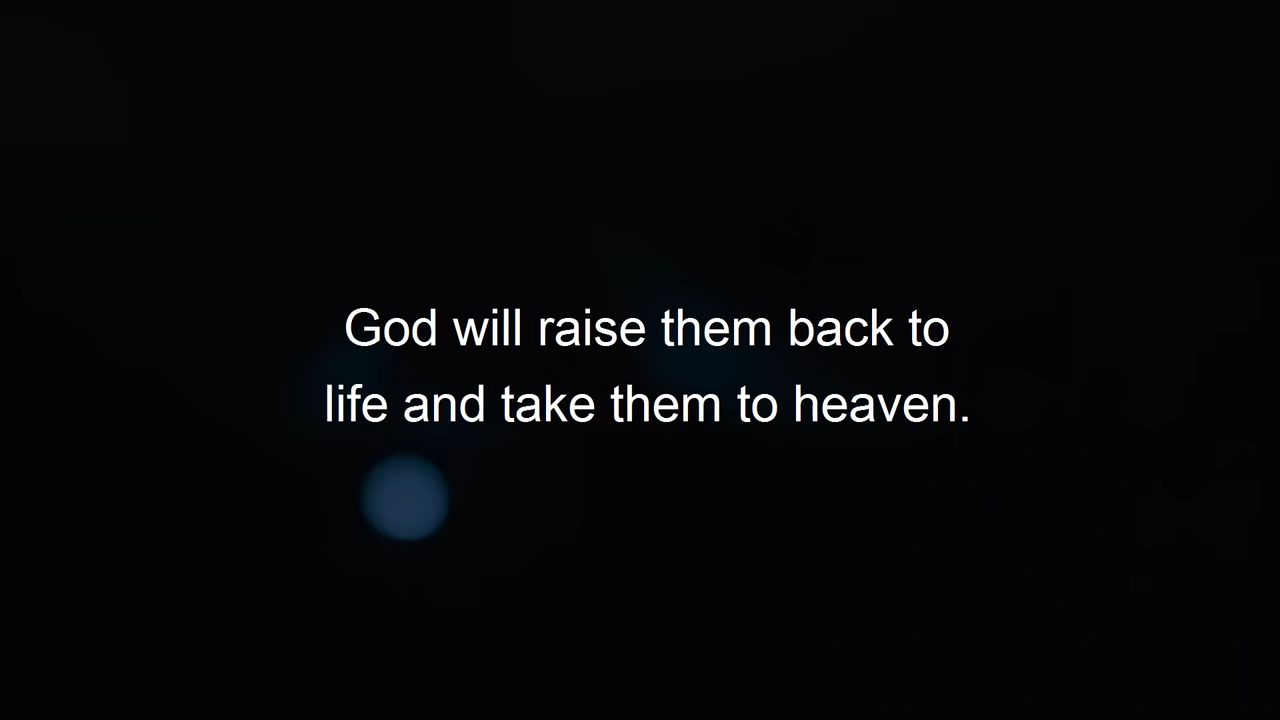 God will raise them back to
life and take them to heaven.